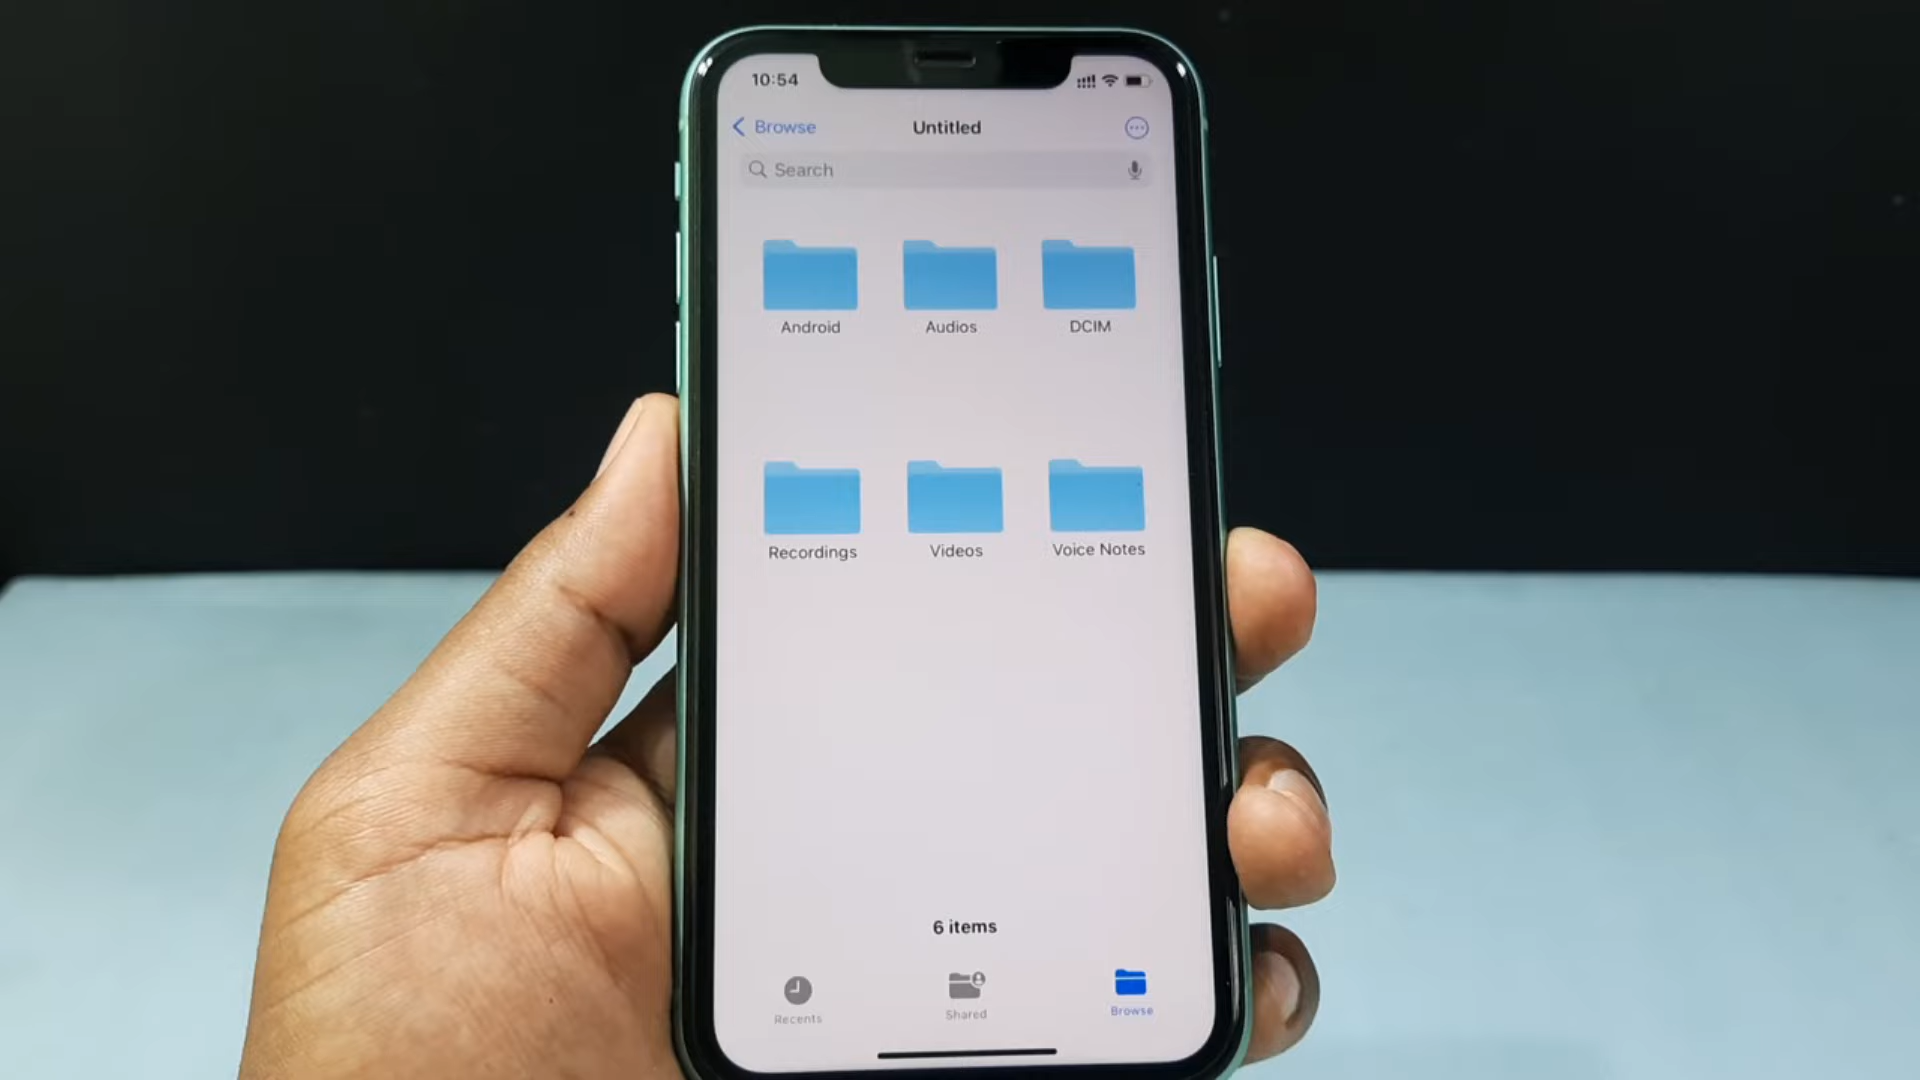 10:54
Browse
Untitled
Search
Android
Audios
DCIM
Recordings
Videos
Voice Notes
6 items
Recents
Shared
Browse